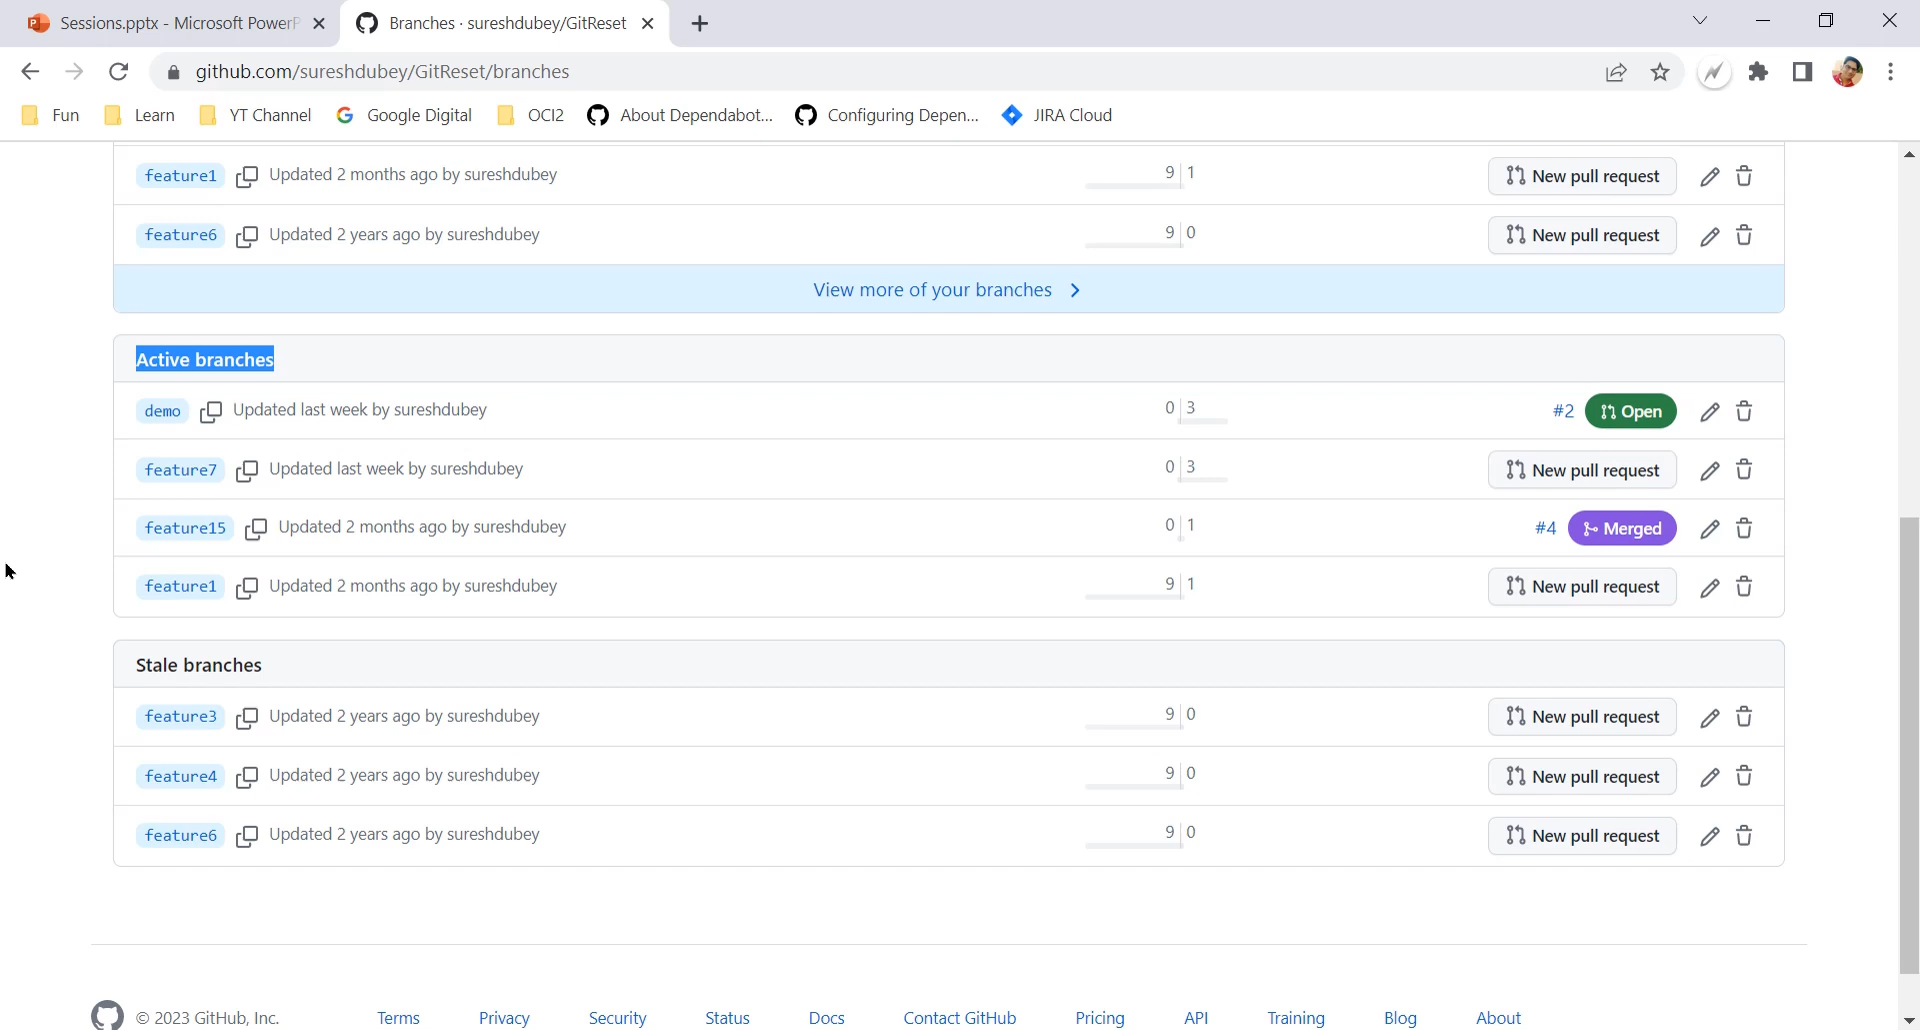 Sessions.pptx - Microsoft PowerP
Branches · sureshdubey/GitReset
github.com/sureshdubey/GitReset/branches
Fun Learn YT Channel Google Digital OCI2 About Dependabot... Configuring Depen... JIRA Cloud
feature1 Updated 2 months ago by sureshdubey 9 1 New pull request
feature6 Updated 2 years ago by sureshdubey 9 0 New pull request
View more of your branches
Active branches
demo Updated last week by sureshdubey 0 3 #2 Open
feature7 Updated last week by sureshdubey 0 3 New pull request
feature15 Updated 2 months ago by sureshdubey 0 1 #4 Merged
feature1 Updated 2 months ago by sureshdubey 9 1 New pull request
Stale branches
feature3 Updated 2 years ago by sureshdubey 9 0 New pull request
feature4 Updated 2 years ago by sureshdubey 9 0 New pull request
feature6 Updated 2 years ago by sureshdubey 9 0 New pull request
© 2023 GitHub, Inc. Terms Privacy Security Status Docs Contact GitHub Pricing API Training Blog About